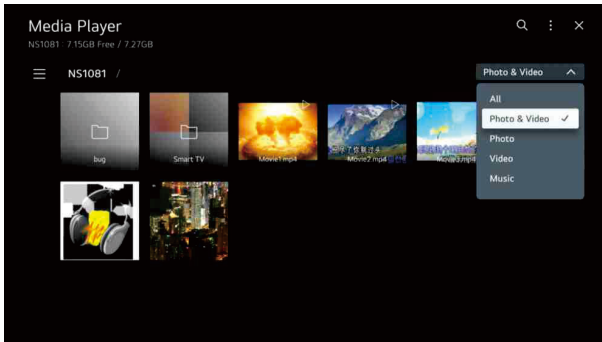 Media Player
NS1081 : 7.15GB Free / 7.27GB
NS1081 /
Photo & Video
All
Photo & Video
Photo
Video
Music
bug
Smart TV
Movie1.mp4
Movie2.mp4
Movie3.mp4